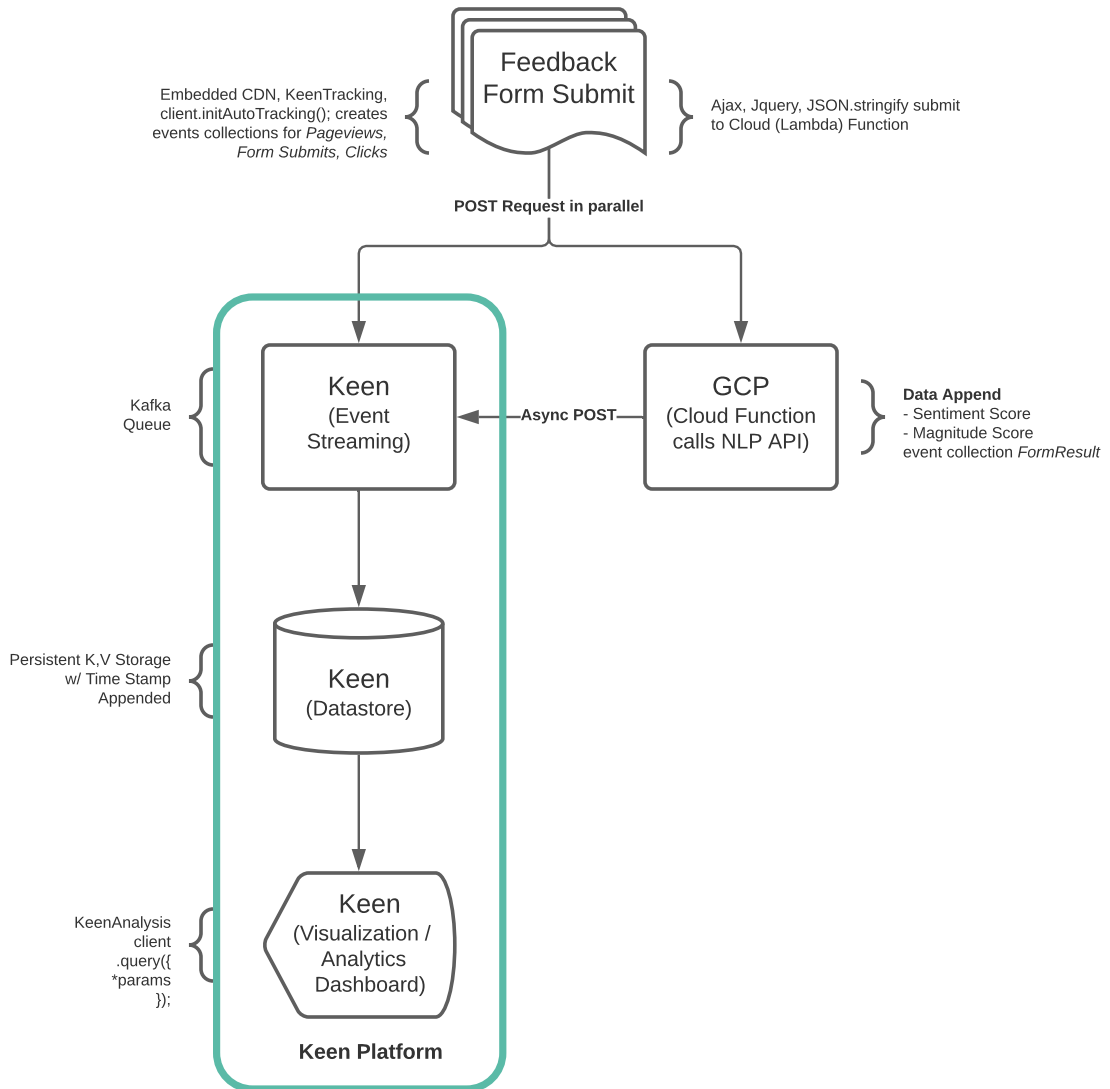 Feedback
Form Submit
Embedded CDN, KeenTracking,
client.initAutoTracking(); creates
events collections for Pageviews,
Form Submits, Clicks
Ajax, Jquery, JSON.stringify submit
to Cloud (Lambda) Function
POST Request in parallel
Keen
(Event
Streaming)
Kafka
Queue
Async POST
GCP
(Cloud Function
calls NLP API)
Data Append
- Sentiment Score
- Magnitude Score
event collection FormResult
Persistent K,V Storage
w/ Time Stamp
Appended
Keen
(Datastore)
KeenAnalysis
client
.query({
*params
});
Keen
(Visualization /
Analytics
Dashboard)
Keen Platform